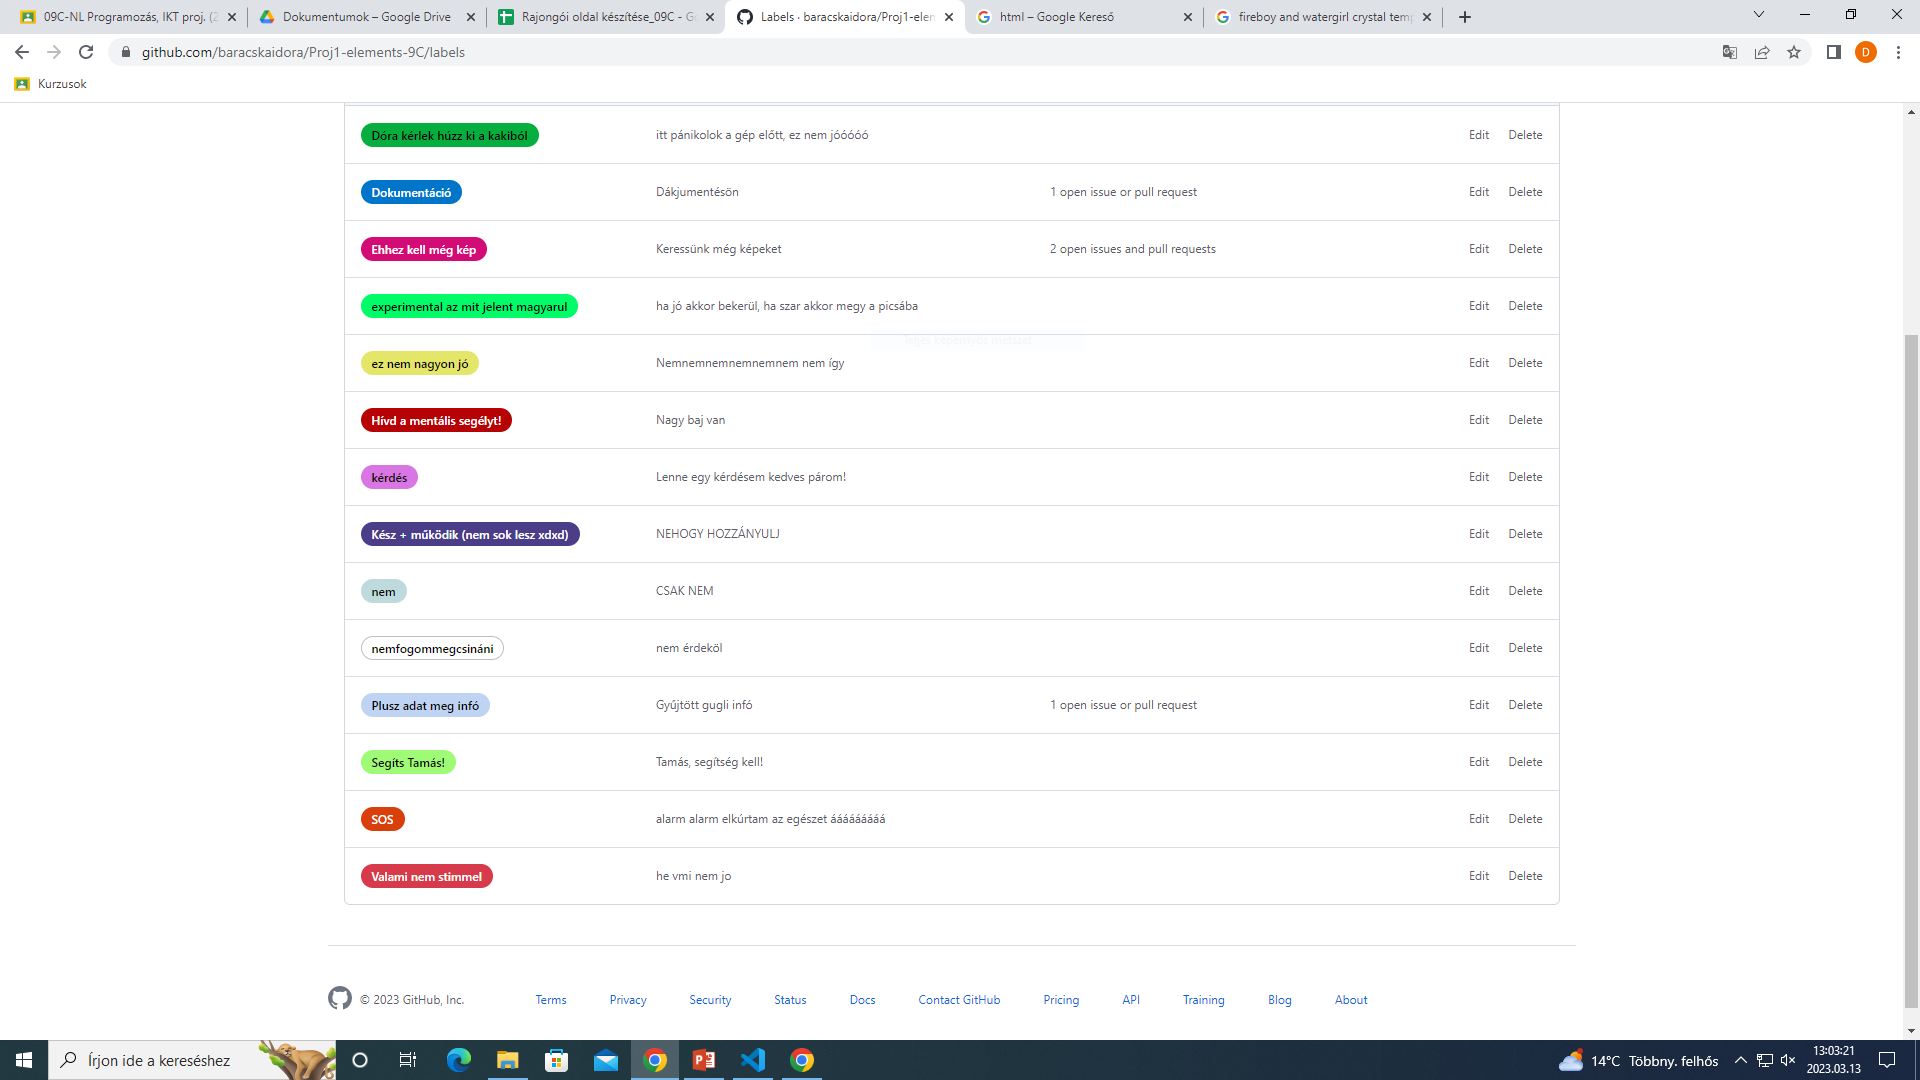 09C-NL Programozás, IKT proj. (2
Dokumentumok – Google Drive
Rajongói oldal készítése_09C - G
Labels · baracskaidora/Proj1-elem
html – Google Kereső
fireboy and watergirl crystal temp
github.com/baracskaidora/Proj1-elements-9C/labels
D
Kurzusok
Dóra kérlek húzz ki a kakiból itt pánikolok a gép előtt, ez nem jóóóóó Edit Delete
Dokumentáció Dákjumentésön 1 open issue or pull request Edit Delete
Ehhez kell még kép Keressünk még képeket 2 open issues and pull requests Edit Delete
experimental az mit jelent magyarul ha jó akkor bekerül, ha szar akkor megy a picsába Edit Delete
Teljes képernyős metszet
ez nem nagyon jó Nemnemnemnemnem nem így Edit Delete
Hívd a mentális segélyt! Nagy baj van Edit Delete
kérdés Lenne egy kérdésem kedves párom! Edit Delete
Kész + működik (nem sok lesz xdxd) NEHOGY HOZZÁNYULJ Edit Delete
nem CSAK NEM Edit Delete
nemfogommegcsináni nem érdeköl Edit Delete
Plusz adat meg infó Gyűjtött gugli infó 1 open issue or pull request Edit Delete
Segíts Tamás! Tamás, segítség kell! Edit Delete
SOS alarm alarm elkúrtam az egészet ááááááááá Edit Delete
Valami nem stimmel he vmi nem jo Edit Delete
© 2023 GitHub, Inc. Terms Privacy Security Status Docs Contact GitHub Pricing API Training Blog About
Írjon ide a kereséshez
14°C Többny. felhős
13:03:21
2023.03.13